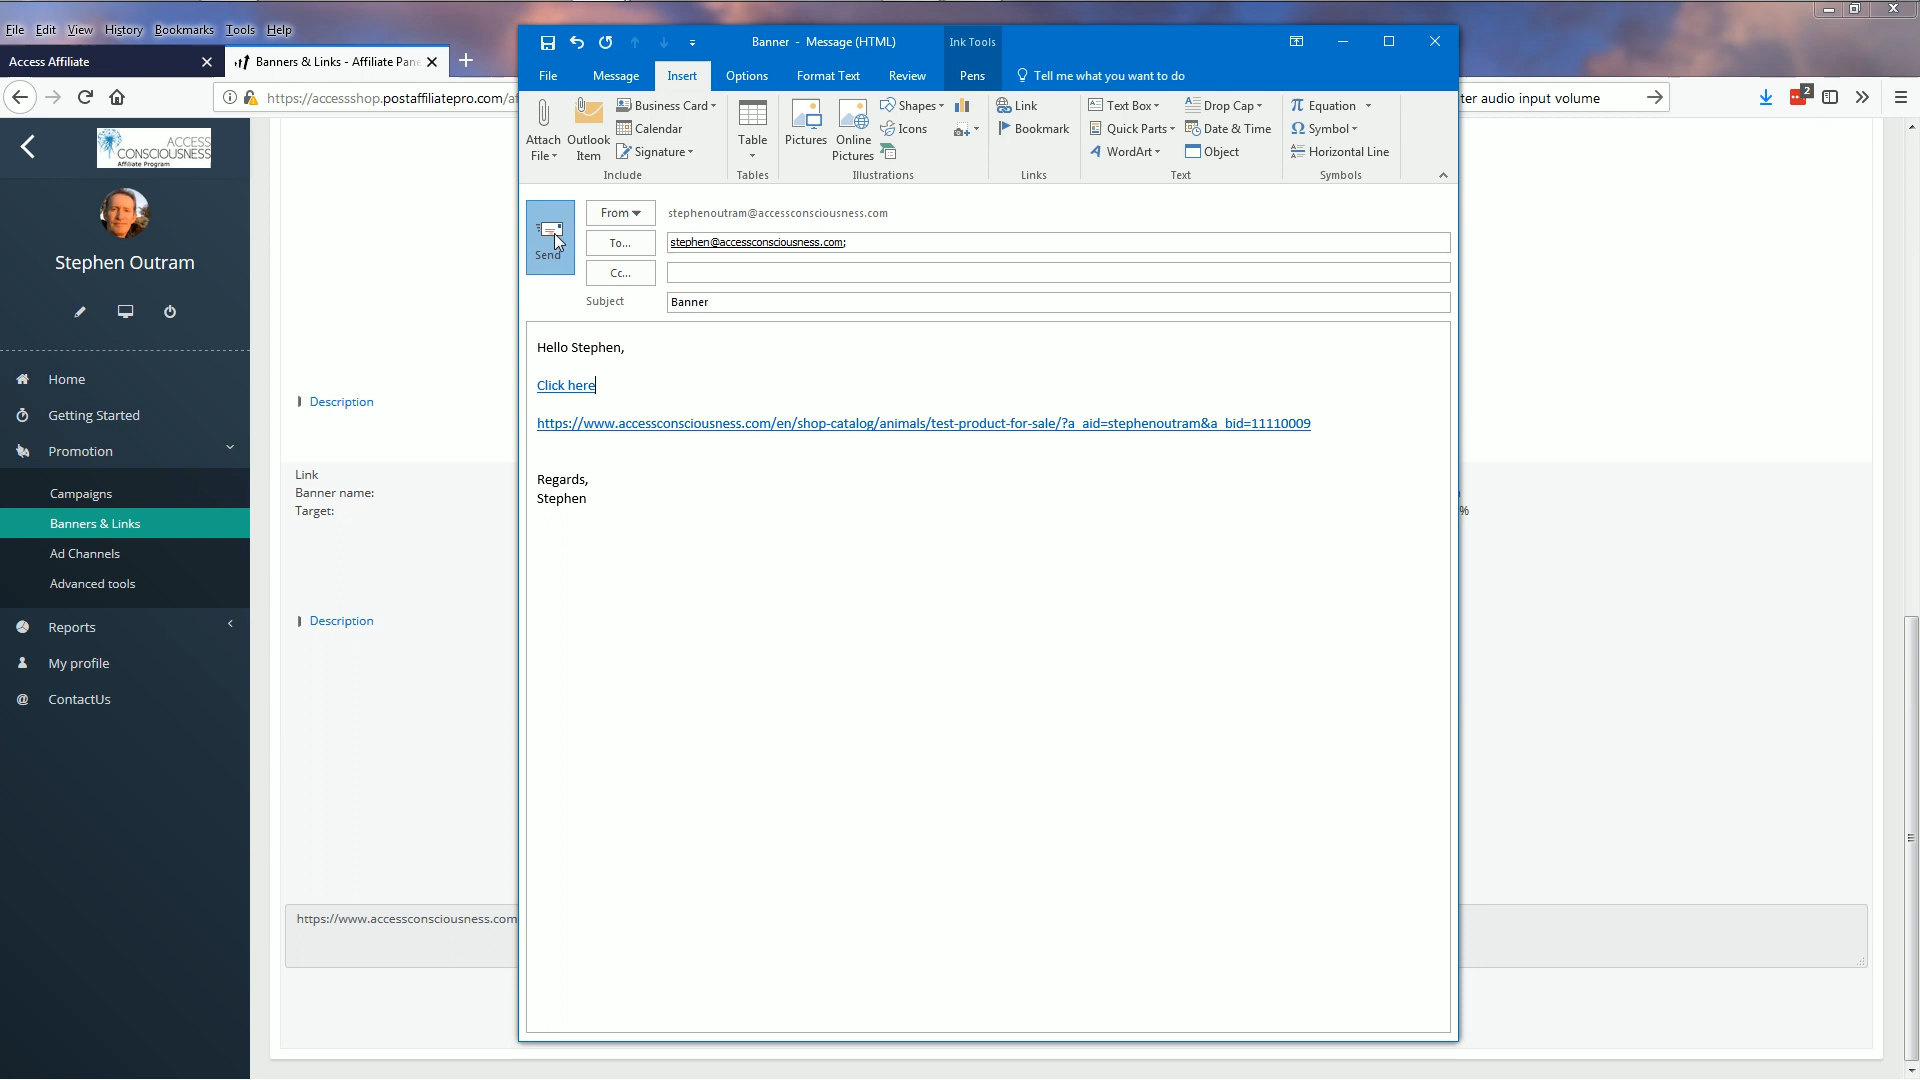 File Edit View History Bookmarks Tools Help
Access Affiliate
Banners & Links - Affiliate Pane
https://accessshop.postaffiliatepro.com/af
ter audio input volume
2
ACCESS
CONSCIOUSNESS
Affiliate Program
Stephen Outram
Home
Getting Started
Promotion
Campaigns
Banners & Links
Ad Channels
Advanced tools
Reports
My profile
@ ContactUs
Description
Link
Banner name:
Target:
%
Description
https://www.accessconsciousness.com
Banner - Message (HTML)
Ink Tools
File Message Insert Options Format Text Review Pens Tell me what you want to do
Attach File
Outlook Item
Business Card
Calendar
Signature
Include
Table
Tables
Pictures
Online Pictures
Shapes
Icons
Illustrations
Link
Bookmark
Links
Text Box
Quick Parts
WordArt
Drop Cap
Date & Time
Object
Text
Equation
Symbol
Horizontal Line
Symbols
Send
From stephenoutram@accessconsciousness.com
To... stephen@accessconsciousness.com;
Cc...
Subject Banner
Hello Stephen,
Click here
https://www.accessconsciousness.com/en/shop-catalog/animals/test-product-for-sale/?a_aid=stephenoutram&a_bid=11110009
Regards,
Stephen